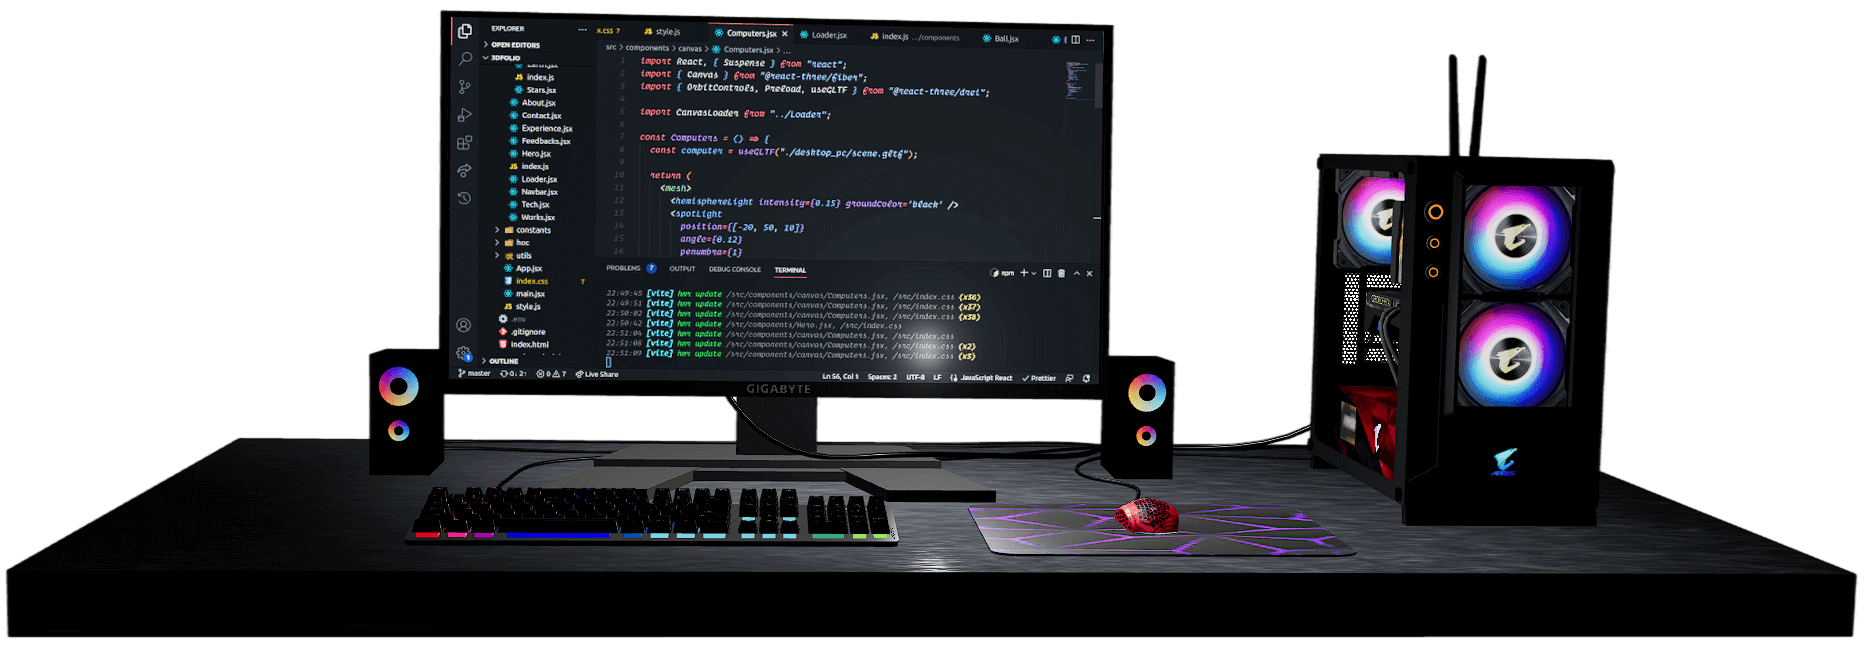 EXPLORER
OPEN EDITORS
3DFOLIO
Earth.jsx
index.js
Stars.jsx
About.jsx
Contact.jsx
Experience.jsx
Feedbacks.jsx
Hero.jsx
index.js
Loader.jsx
Navbar.jsx
Tech.jsx
Works.jsx
constants
hoc
utils
App.jsx
index.css 7
main.jsx
style.js
.env
.gitignore
index.html
OUTLINE
x.css 7 style.js Computers.jsx Loader.jsx index.js .../components Ball.jsx
src > components > canvas > Computers.jsx > ...
1 import React, { Suspense } from "react";
2 import { Canvas } from "@react-three/fiber";
3 import { OrbitControls, Preload, useGLTF } from "@react-three/drei";
4
5 import CanvasLoader from "../Loader";
6
7 const Computers = () => {
8 const computer = useGLTF("./desktop_pc/scene.gltf");
9
10 return (
11 <mesh>
12 <hemisphereLight intensity={0.15} groundColor='black' />
13 <spotLight
14 position={[-20, 50, 10]}
15 angle={0.12}
16 penumbra={1}
PROBLEMS 7 OUTPUT DEBUG CONSOLE TERMINAL npm
22:49:45 [vite] hmr update /src/components/canvas/Computers.jsx, /src/index.css (x36)
22:49:51 [vite] hmr update /src/components/canvas/Computers.jsx, /src/index.css (x37)
22:50:02 [vite] hmr update /src/components/canvas/Computers.jsx, /src/index.css (x38)
22:50:42 [vite] hmr update /src/components/Hero.jsx, /src/index.css
22:51:04 [vite] hmr update /src/components/canvas/Computers.jsx, /src/index.css
22:51:08 [vite] hmr update /src/components/canvas/Computers.jsx, /src/index.css (x2)
22:51:09 [vite] hmr update /src/components/canvas/Computers.jsx, /src/index.css (x3)
master 0↓ 2↑ 0 7 Live Share Ln 56, Col 1 Spaces: 2 UTF-8 LF JavaScript React Prettier
GIGABYTE